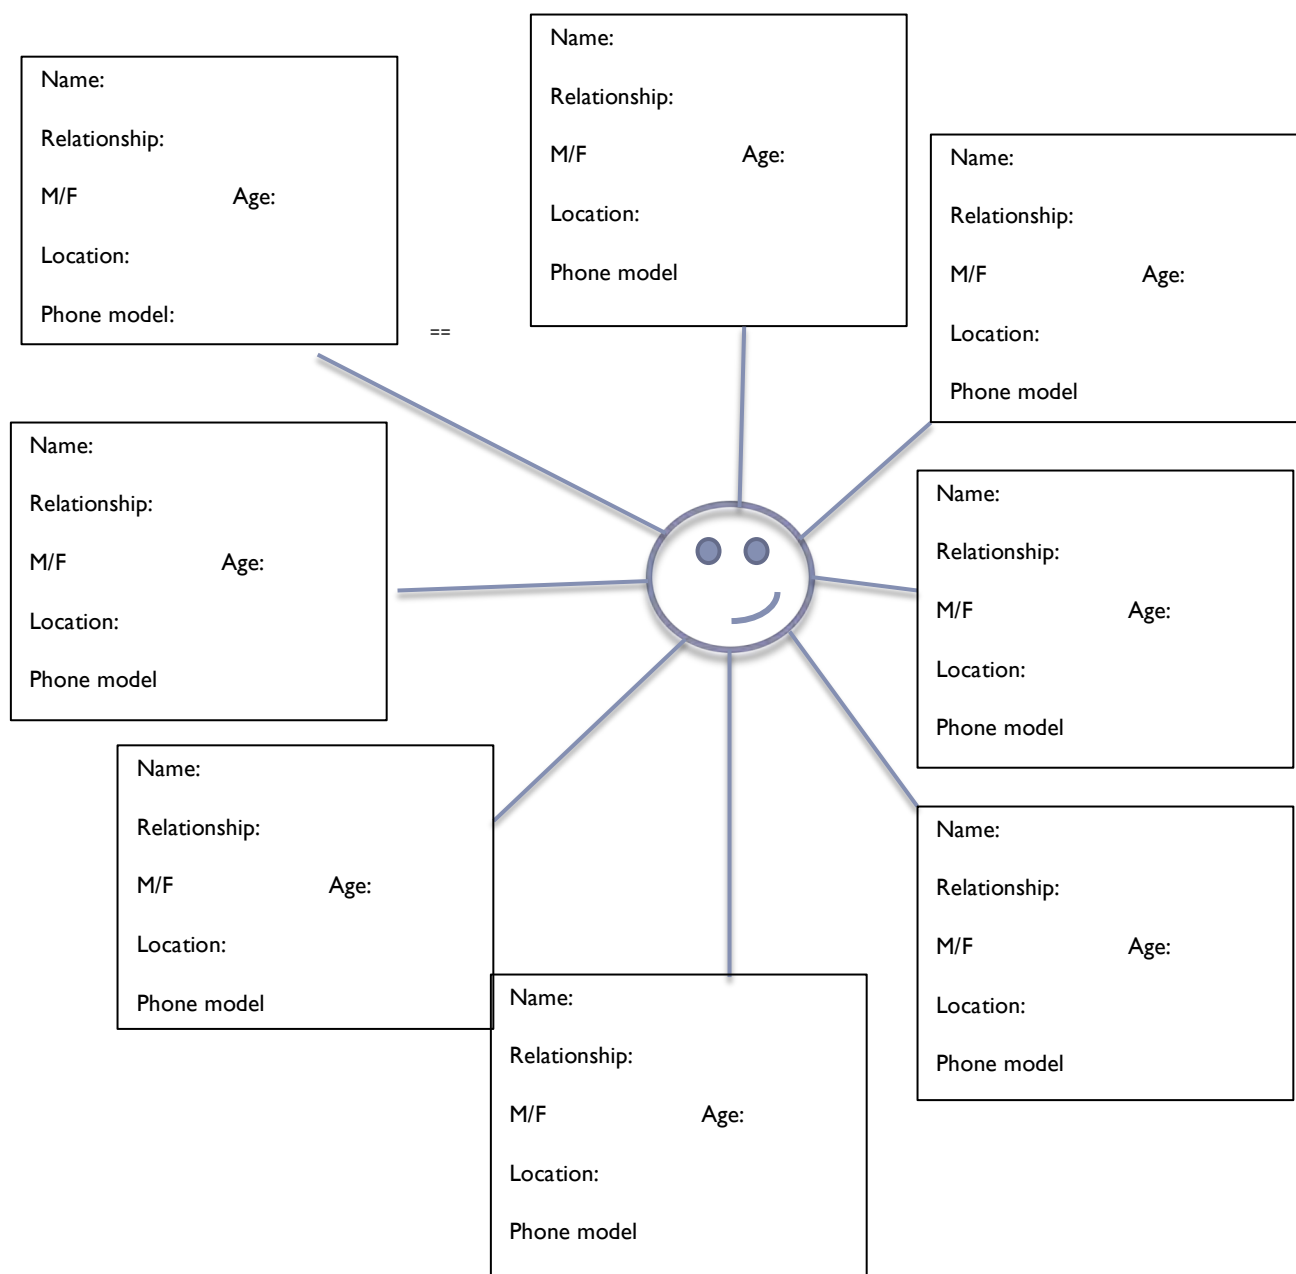 Name:
Relationship:
M/F Age:
Location:
Phone model:
==
Name:
Relationship:
M/F Age:
Location:
Phone model
Name:
Relationship:
M/F Age:
Location:
Phone model
Name:
Relationship:
M/F Age:
Location:
Phone model
Name:
Relationship:
M/F Age:
Location:
Phone model
Name:
Relationship:
M/F Age:
Location:
Phone model
Name:
Relationship:
M/F Age:
Location:
Phone model
Name:
Relationship:
M/F Age:
Location:
Phone model